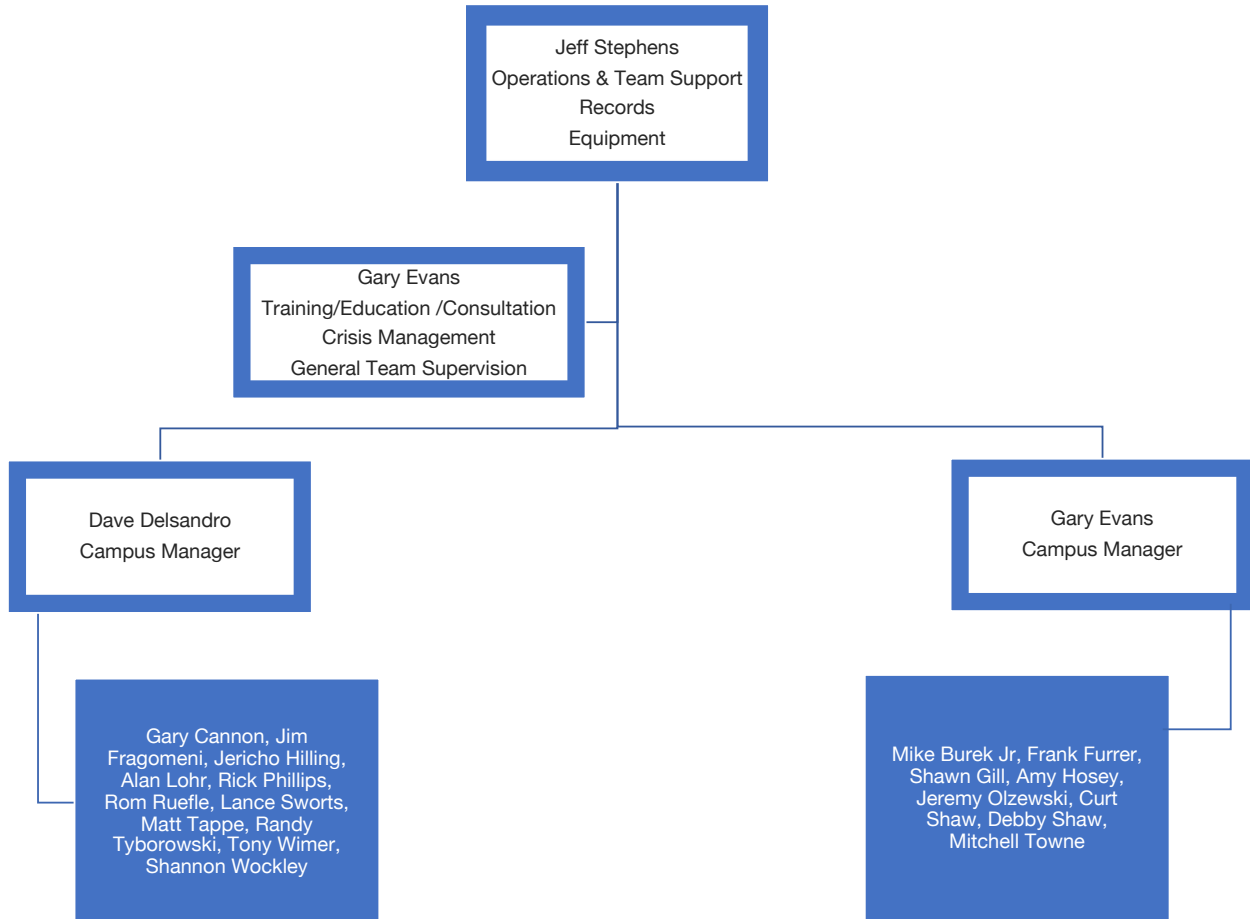 Jeff Stephens
Operations & Team Support
Records
Equipment
Gary Evans
Training/Education /Consultation
Crisis Management
General Team Supervision
Dave Delsandro
Campus Manager
Gary Evans
Campus Manager
Gary Cannon, Jim
Fragomeni, Jericho Hilling,
Alan Lohr, Rick Phillips,
Rom Ruefle, Lance Sworts,
Matt Tappe, Randy
Tyborowski, Tony Wimer,
Shannon Wockley
Mike Burek Jr, Frank Furrer,
Shawn Gill, Amy Hosey,
Jeremy Olzewski, Curt
Shaw, Debby Shaw,
Mitchell Towne